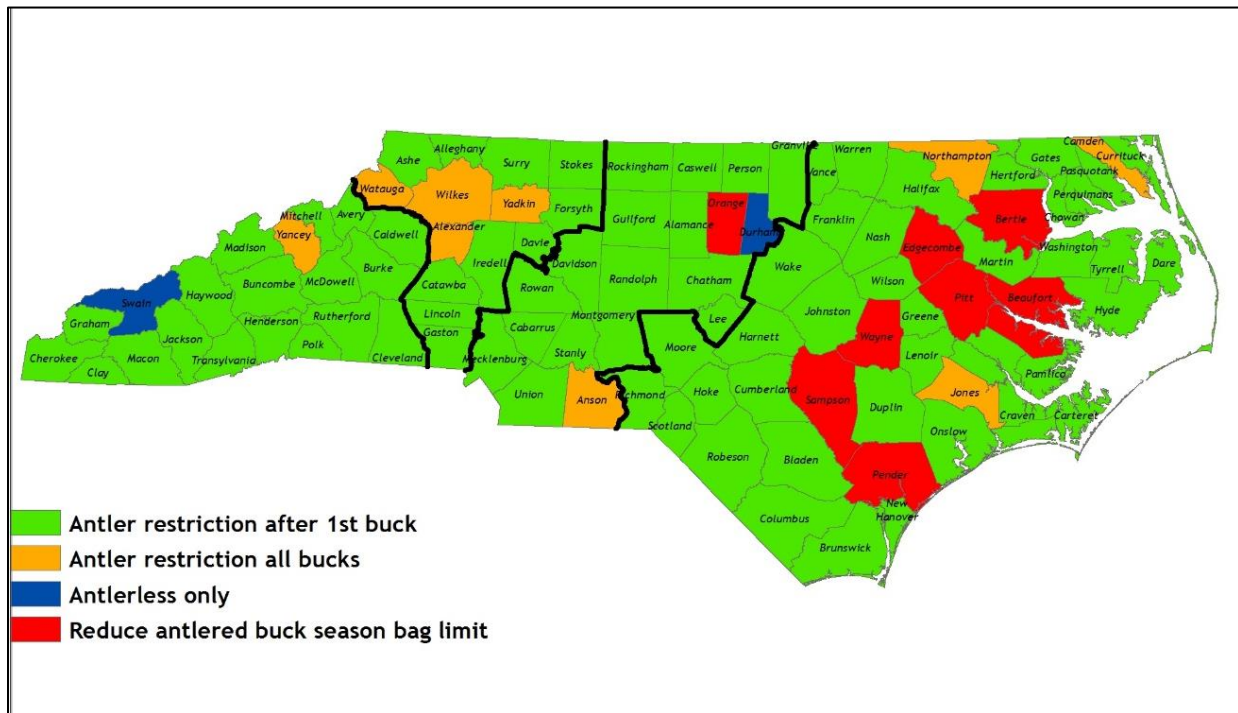 Ashe
Alleghany
Surry
Stokes
Rockingham
Caswell
Person
Granville
Vance
Warren
Northampton
Gates
Camden
Currituck
Pasquotank
Perquimans
Hertford
Chowan
Halifax
Bertie
Watauga
Wilkes
Yadkin
Forsyth
Guilford
Alamance
Orange
Durham
Franklin
Nash
Edgecombe
Martin
Washington
Tyrrell
Dare
Mitchell
Avery
Yancey
Caldwell
Alexander
Iredell
Davie
Davidson
Randolph
Chatham
Wake
Wilson
Pitt
Beaufort
Hyde
Madison
Buncombe
McDowell
Burke
Catawba
Rowan
Swain
Haywood
Graham
Jackson
Henderson
Rutherford
Lincoln
Gaston
Cabarrus
Montgomery
Lee
Harnett
Johnston
Wayne
Greene
Lenoir
Pamlico
Cherokee
Clay
Macon
Transylvania
Polk
Cleveland
Mecklenburg
Stanly
Moore
Union
Anson
Richmond
Hoke
Scotland
Cumberland
Sampson
Duplin
Jones
Craven
Carteret
Onslow
Robeson
Bladen
Pender
New
Hanover
Columbus
Brunswick
Antler restriction after 1st buck
Antler restriction all bucks
Antlerless only
Reduce antlered buck season bag limit